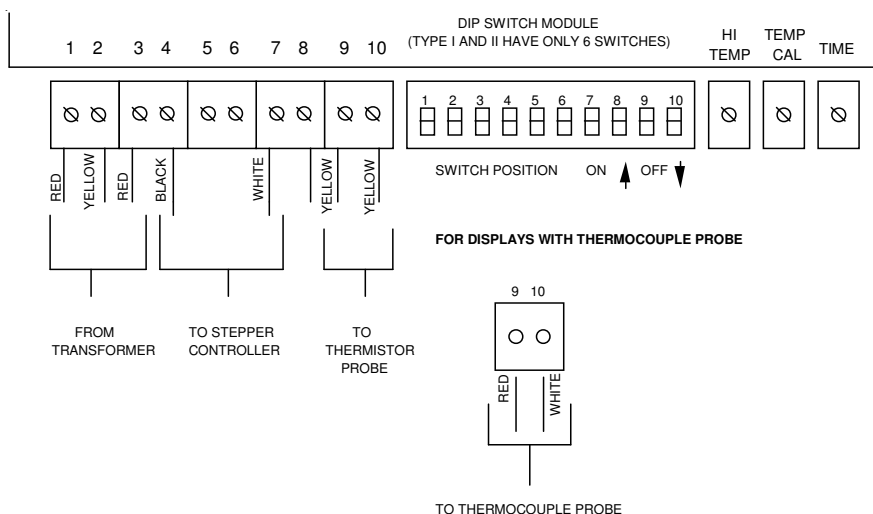 DIP SWITCH MODULE
(TYPE I AND II HAVE ONLY 6 SWITCHES)
HI
TEMP
TEMP
CAL
TIME
1 2 3 4 5 6 7 8 9 10
1 2 3 4 5 6 7 8 9 10
RED
YELLOW
RED
BLACK
WHITE
YELLOW
YELLOW
SWITCH POSITION ON OFF
FROM
TRANSFORMER
TO STEPPER
CONTROLLER
TO
THERMISTOR
PROBE
FOR DISPLAYS WITH THERMOCOUPLE PROBE
9 10
RED
WHITE
TO THERMOCOUPLE PROBE